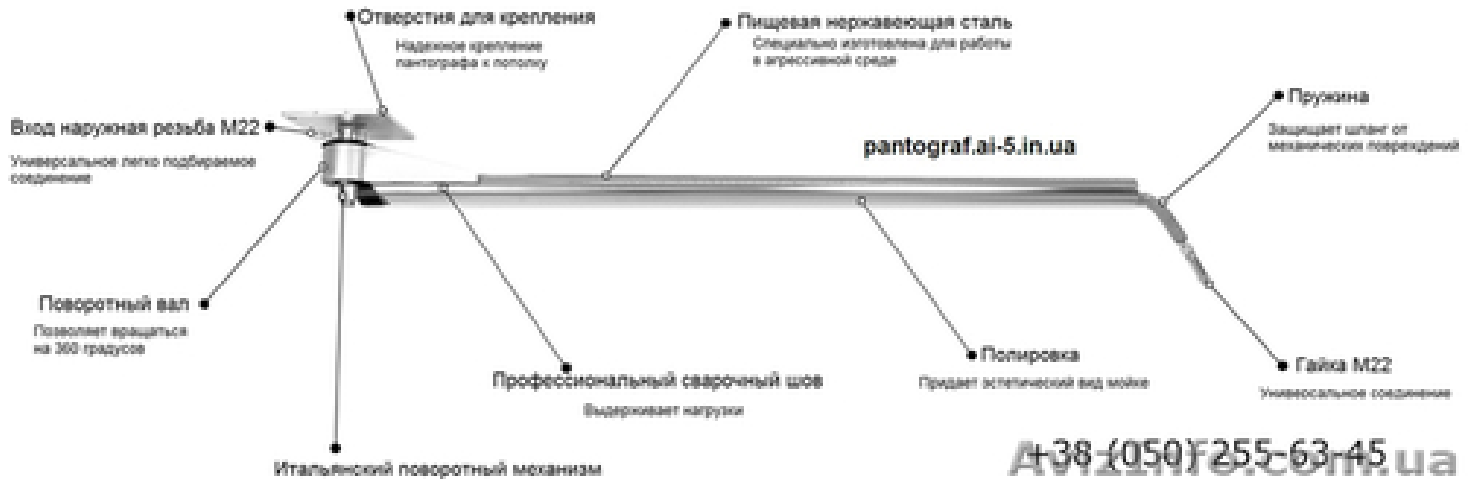 Отверстия для крепления
Надежное крепление
пантографа к потолку
Пищевая нержавеющая сталь
Специально изготовлена для работы
в агрессивной среде
Пружина
Защищает шланг от
механических повреждений
Вход наружная резьба М22
Универсальное легко подбираемое
соединение
pantograf.ai-5.in.ua
Поворотный вал
Позволяет вращаться
на 360 градусов
Профессиональный сварочный шов
Выдерживает нагрузки
Полировка
Придает эстетический вид мойке
Гайка М22
Универсальное соединение
Итальянский поворотный механизм
+38 (050) 255-63-45
AvizInfo.com.ua